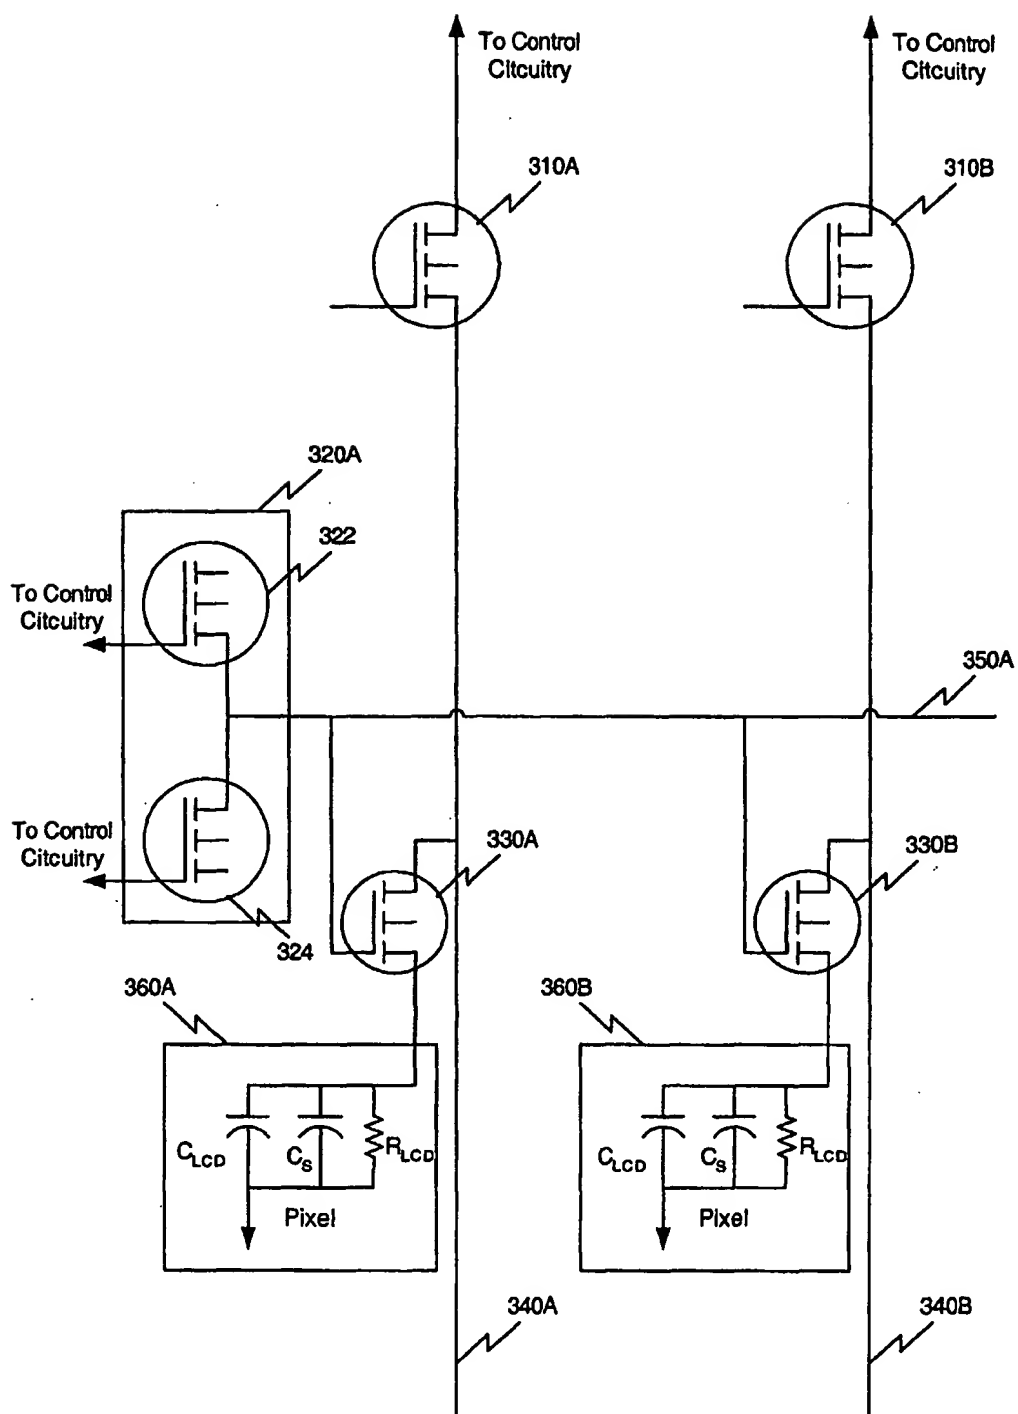 To Control
Citcuitry
To Control
Citcuitry
310A
310B
320A
322
To Control
Citcuitry
350A
To Control
Citcuitry
330A
330B
324
360A
360B
CLCD
CS
RLCD
Pixel
CLCD
CS
RLCD
Pixel
340A
340B